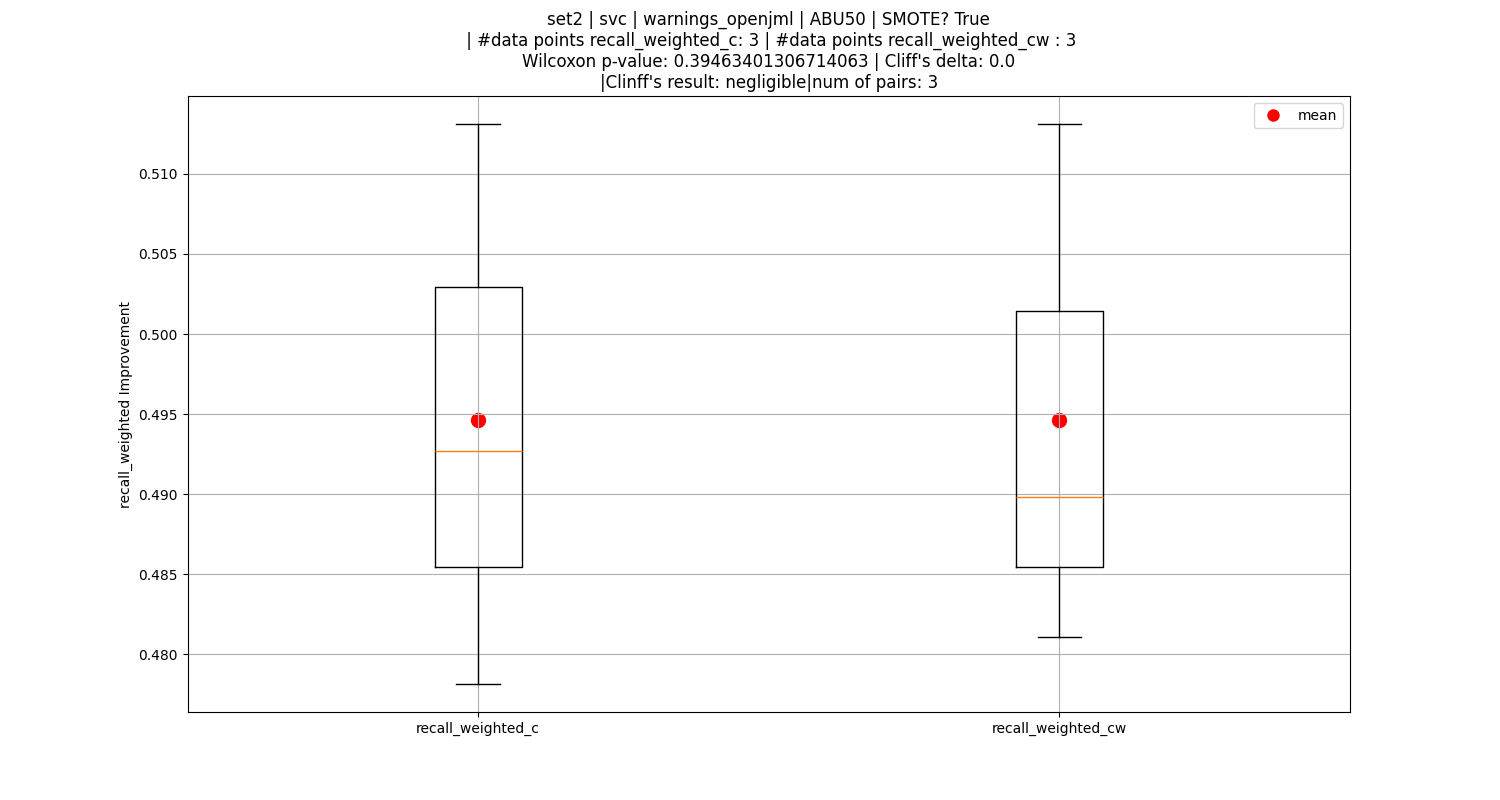 set2 | svc | warnings_openjml | ABU50 | SMOTE? True
| #data points recall_weighted_c: 3 | #data points recall_weighted_cw : 3
Wilcoxon p-value: 0.39463401306714063 | Cliff's delta: 0.0
|Clinff's result: negligible|num of pairs: 3
mean
0.510
0.505
0.500
0.495
0.490
0.485
0.480
recall_weighted Improvement
recall_weighted_c
recall_weighted_cw